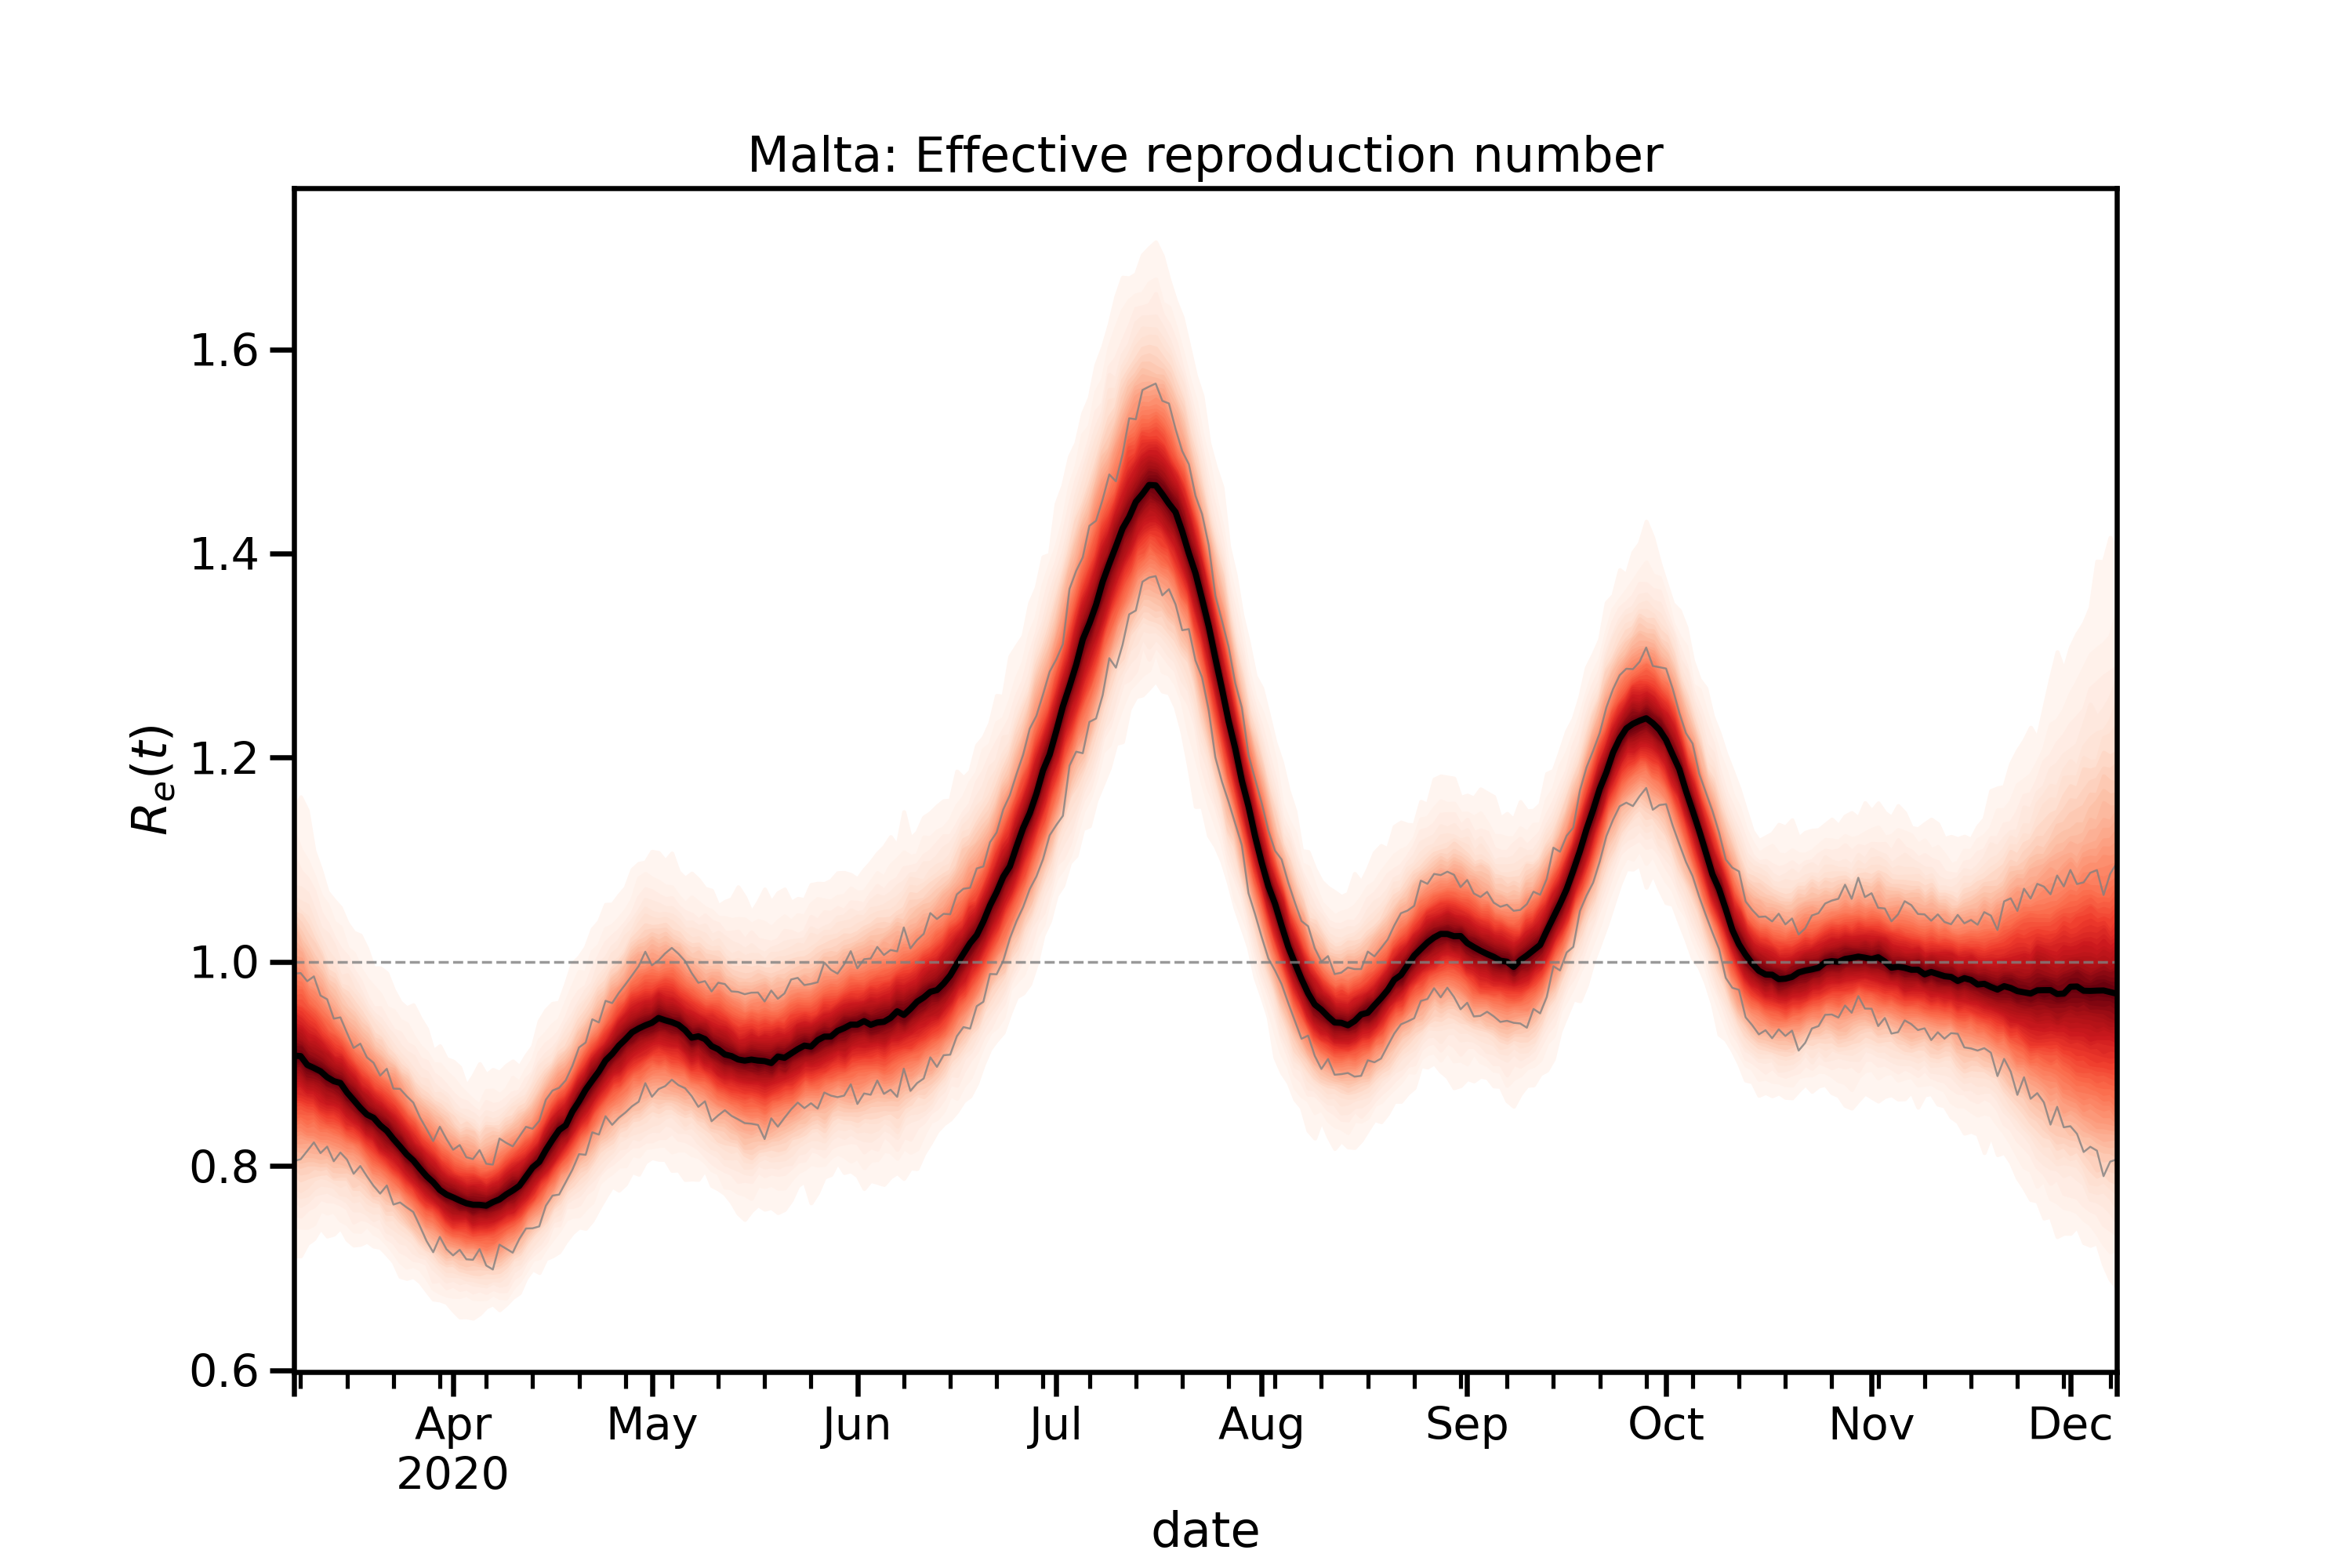 Malta: Effective reproduction number
R_e(t)
1.6
1.4
1.2
1.0
0.8
0.6
Apr May Jun Jul Aug Sep Oct Nov Dec
2020
date